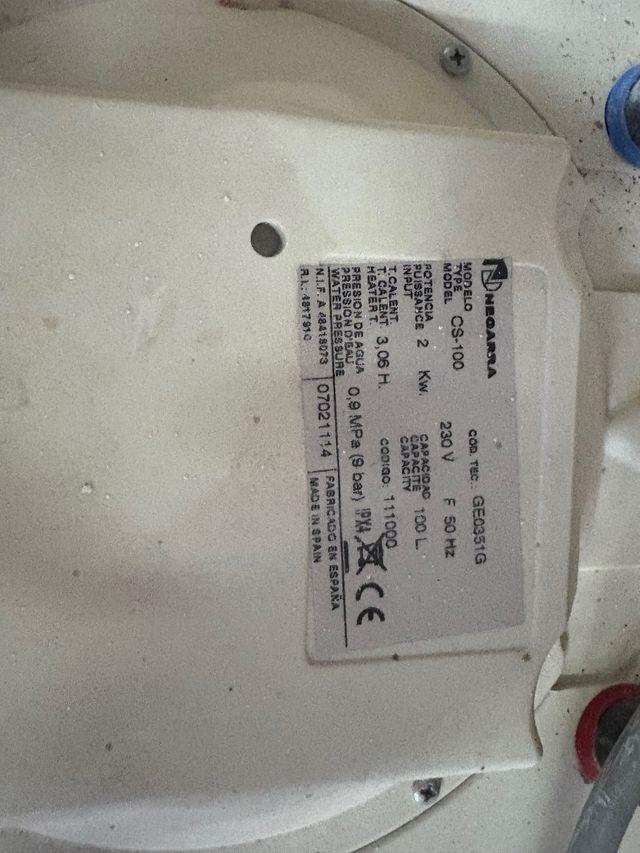 NEGARRA
COD. TEC.: GE0351G
MODELO
TYPE
MODEL
CS-100
230 V F 50 Hz
POTENCIA
PUISSANCE
INPUT
2 Kw.
CAPACIDAD
CAPACITE
CAPACITY
100 L.
T. CALENT.
T. CALENT.
HEATER T.
3,06 H.
CODIGO: 111000
PRESION DE AGUA
PRESSION D'EAU
WATER PRESSURE
0,9 MPa (9 bar)
IPX4
CE
N.I.F. A 48418073
R.I.: 4817910
07021114
FABRICADO EN ESPAÑA
MADE IN SPAIN